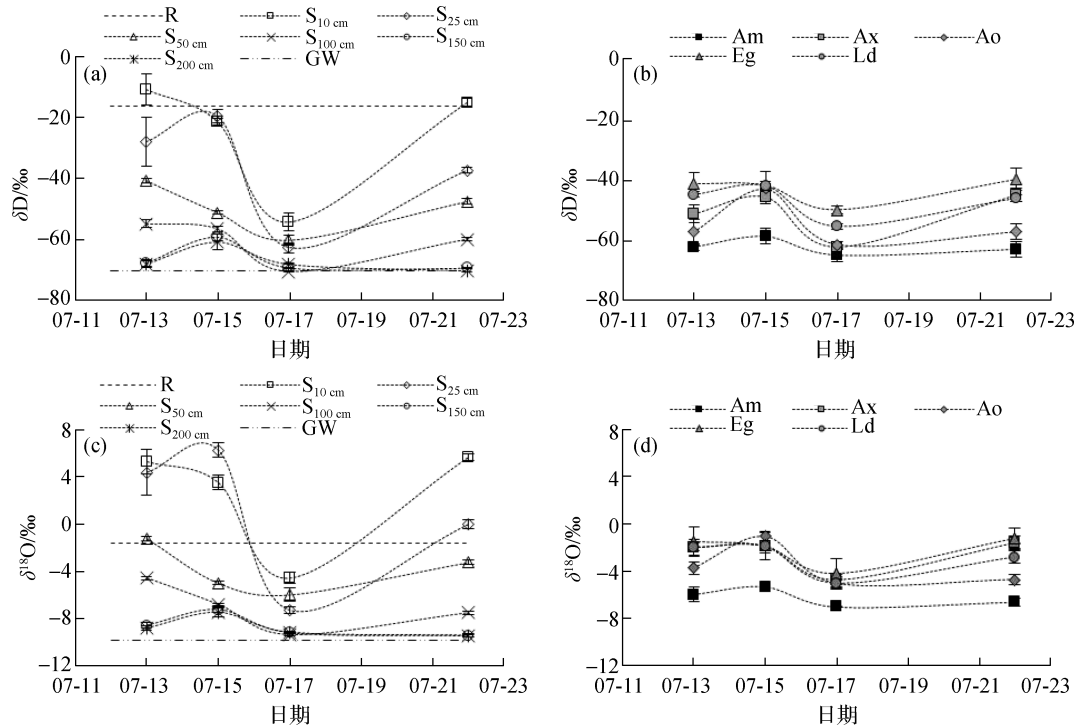 R S10 cm S25 cm
S50 cm S100 cm S150 cm
S200 cm GW
(a)
0
−20
−40
−60
−80
δD/‰
07-11 07-13 07-15 07-17 07-19 07-21 07-23
日期
Am Ax Ao
Eg Ld
(b)
0
−20
−40
−60
−80
δD/‰
07-11 07-13 07-15 07-17 07-19 07-21 07-23
日期
R S10 cm S25 cm
S50 cm S100 cm S150 cm
S200 cm GW
(c)
8
4
0
−4
−8
−12
δ18O/‰
07-11 07-13 07-15 07-17 07-19 07-21 07-23
日期
Am Ax Ao
Eg Ld
(d)
8
4
0
−4
−8
−12
δ18O/‰
07-11 07-13 07-15 07-17 07-19 07-21 07-23
日期